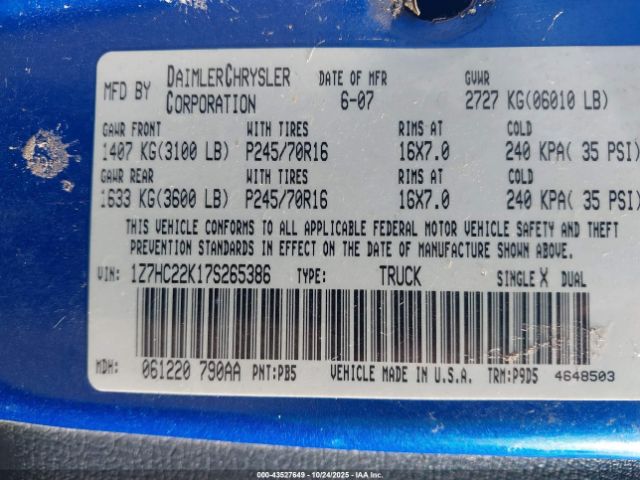 MFD BY DAIMLERCHRYSLER CORPORATION DATE OF MFR 6-07 GVWR 2727 KG(06010 LB)
GAWR FRONT WITH TIRES RIMS AT COLD
1407 KG(3100 LB) P245/70R16 16X7.0 240 KPA( 35 PSI)
GAWR REAR WITH TIRES RIMS AT COLD
1633 KG(3600 LB) P245/70R16 16X7.0 240 KPA( 35 PSI)
THIS VEHICLE CONFORMS TO ALL APPLICABLE FEDERAL MOTOR VEHICLE SAFETY AND THEFT
PREVENTION STANDARDS IN EFFECT ON THE DATE OF MANUFACTURE SHOWN ABOVE.
VIN: 1Z7HC22K17S265386 TYPE: TRUCK SINGLE X DUAL
MDH: 061220 790AA PNT:PB5 VEHICLE MADE IN U.S.A. TRM:P9D5 4648503
000-43527649 - 10/24/2025 - IAAI.COM